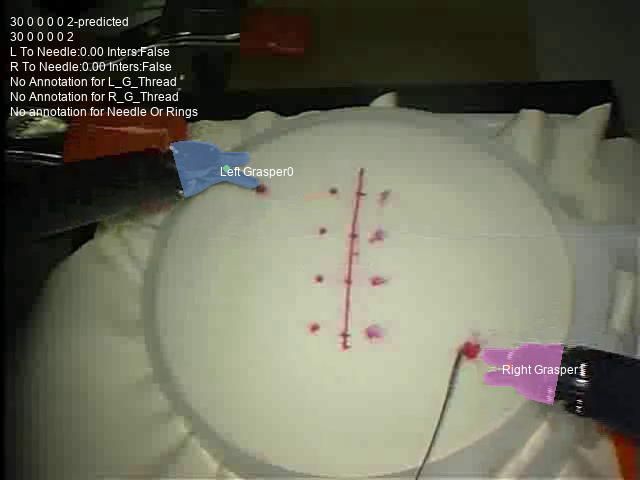 30 0 0 0 0 2-predicted
30 0 0 0 0 2
L To Needle:0.00 Inters:False
R To Needle:0.00 Inters:False
No Annotation for L_G_Thread
No Annotation for R_G_Thread
No annotation for Needle Or Rings
Left Grasper0
Right Grasper1